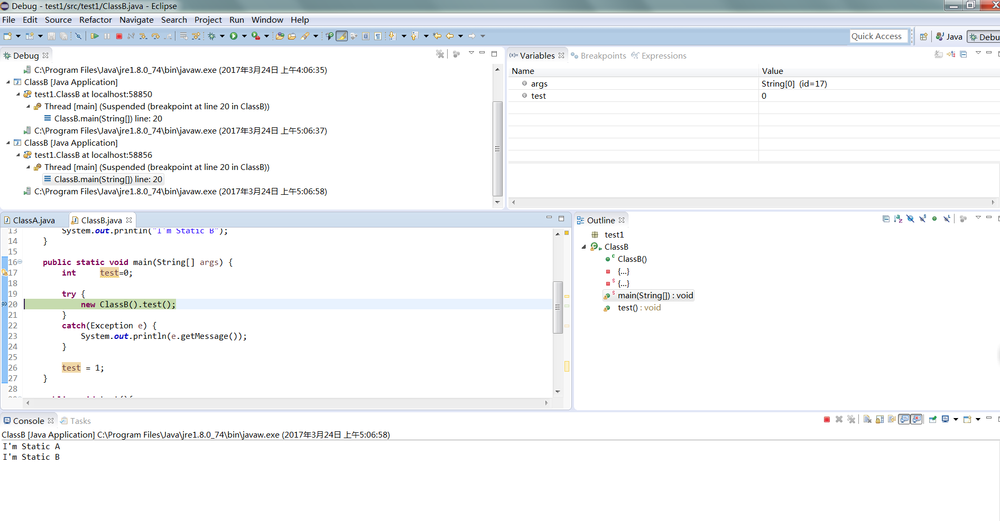 Debug - test1/src/test1/ClassB.java - Eclipse
File Edit Source Refactor Navigate Search Project Run Window Help
Quick Access Java Debu
Debug
C:\Program Files\Java\jre1.8.0_74\bin\javaw.exe (2017年3月24日 上午4:06:35)
ClassB [Java Application]
test1.ClassB at localhost:58850
Thread [main] (Suspended (breakpoint at line 20 in ClassB))
ClassB.main(String[]) line: 20
C:\Program Files\Java\jre1.8.0_74\bin\javaw.exe (2017年3月24日 上午5:06:37)
ClassB [Java Application]
test1.ClassB at localhost:58856
Thread [main] (Suspended (breakpoint at line 20 in ClassB))
ClassB.main(String[]) line: 20
C:\Program Files\Java\jre1.8.0_74\bin\javaw.exe (2017年3月24日 上午5:06:58)
(x)= Variables Breakpoints Expressions
Name Value
args String[0] (id=17)
test 0
ClassA.java ClassB.java
13 System.out.println("I'm Static B");
14 }
15
16 public static void main(String[] args) {
17 int test=0;
18
19 try {
20 new ClassB().test();
21 }
22 catch(Exception e) {
23 System.out.println(e.getMessage());
24 }
25
26 test = 1;
27 }
28
Outline
test1
ClassB
ClassB()
{...}
{...}
main(String[]) : void
test() : void
Console Tasks
ClassB [Java Application] C:\Program Files\Java\jre1.8.0_74\bin\javaw.exe (2017年3月24日 上午5:06:58)
I'm Static A
I'm Static B